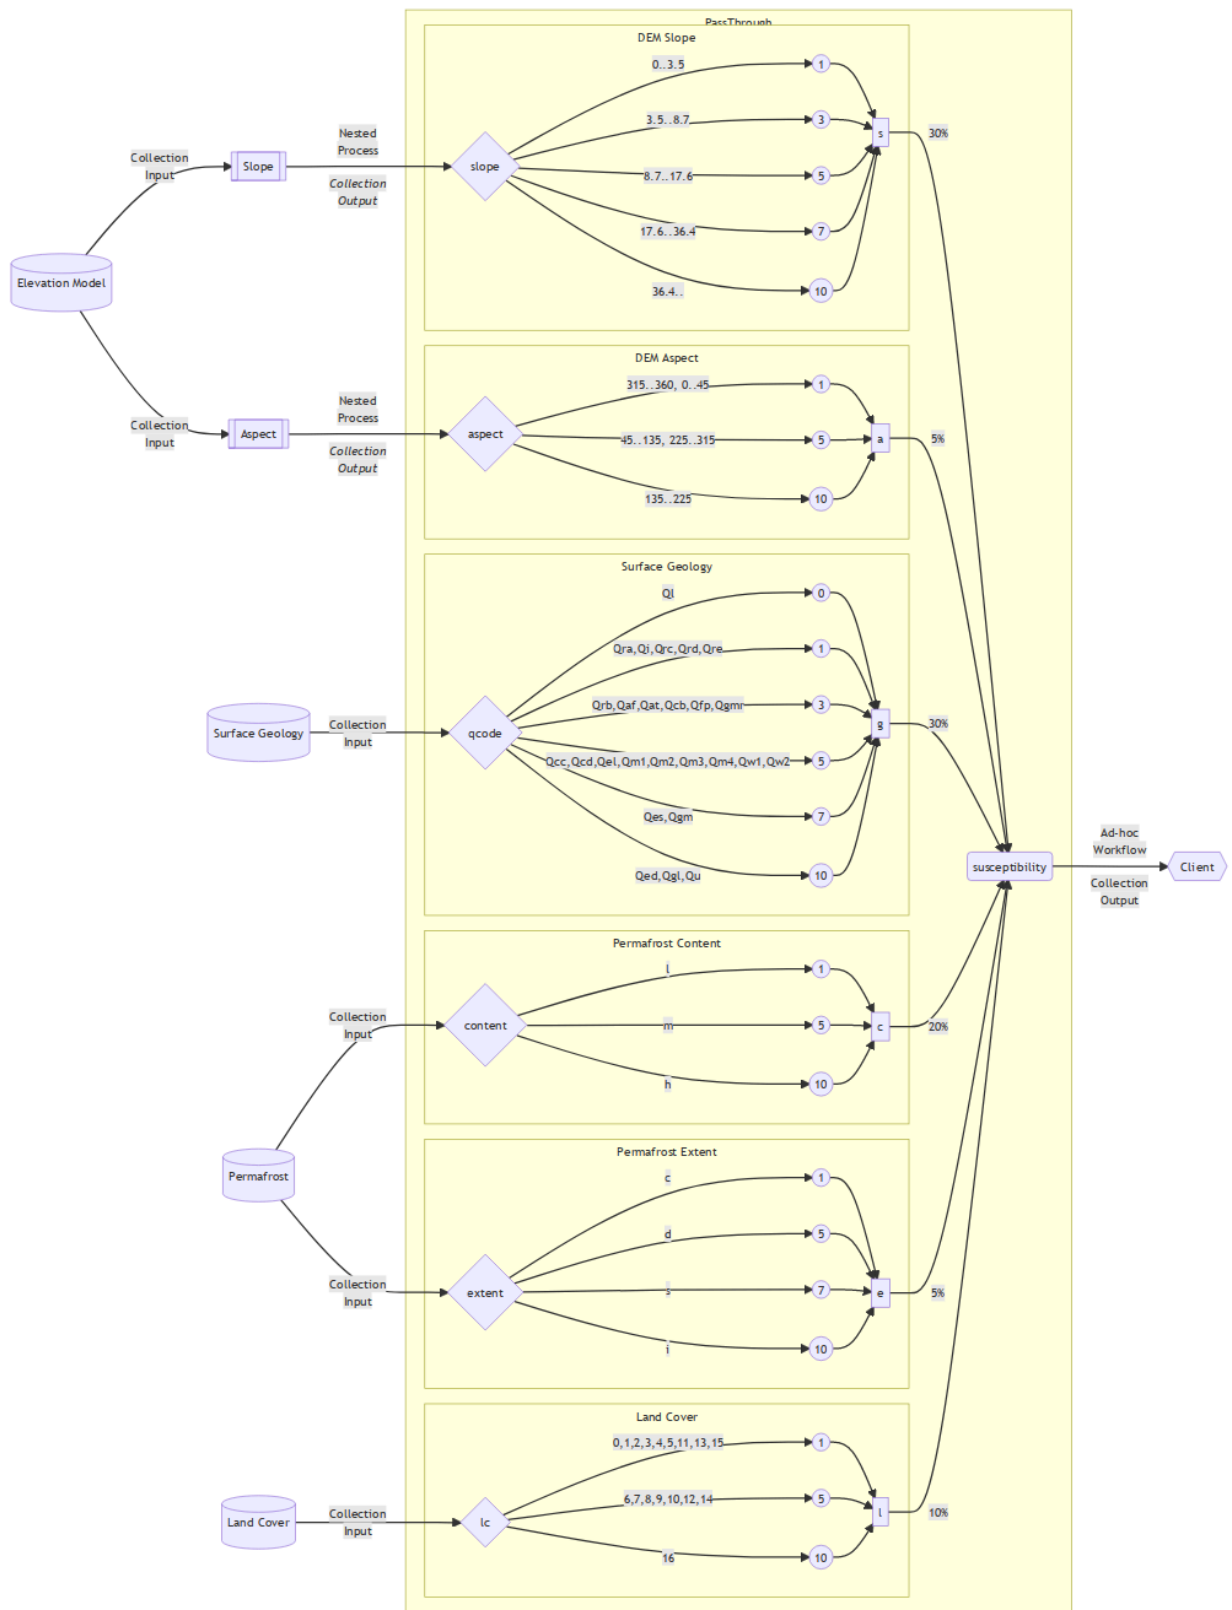 PassThrough
DEM Slope
0..3.5
1
3.5..8.7
3
s
30%
Nested
Process
Collection
Input
Slope
slope
8.7..17.6
5
Collection
Output
17.6..36.4
7
Elevation Model
36.4..
10
DEM Aspect
315..360, 0..45
1
Nested
Process
Collection
Input
Aspect
aspect
45..135, 225..315
5
a
5%
Collection
Output
135..225
10
Surface Geology
Ql
0
Qra,Qi,Qrc,Qrd,Qre
1
Qrb,Qaf,Qat,Qcb,Qfp,Qgmr
3
Surface Geology
Collection
Input
qcode
g
30%
Qcc,Qcd,Qel,Qm1,Qm2,Qm3,Qm4,Qw1,Qw2
5
Qes,Qgm
7
Qed,Qgl,Qu
10
susceptibility
Ad-hoc
Workflow
Collection
Output
Client
Permafrost Content
l
1
Collection
Input
content
m
5
c
20%
h
10
Permafrost
Permafrost Extent
c
1
d
5
Collection
Input
extent
s
7
e
5%
i
10
Land Cover
0,1,2,3,4,5,11,13,15
1
6,7,8,9,10,12,14
5
l
10%
Land Cover
Collection
Input
lc
16
10